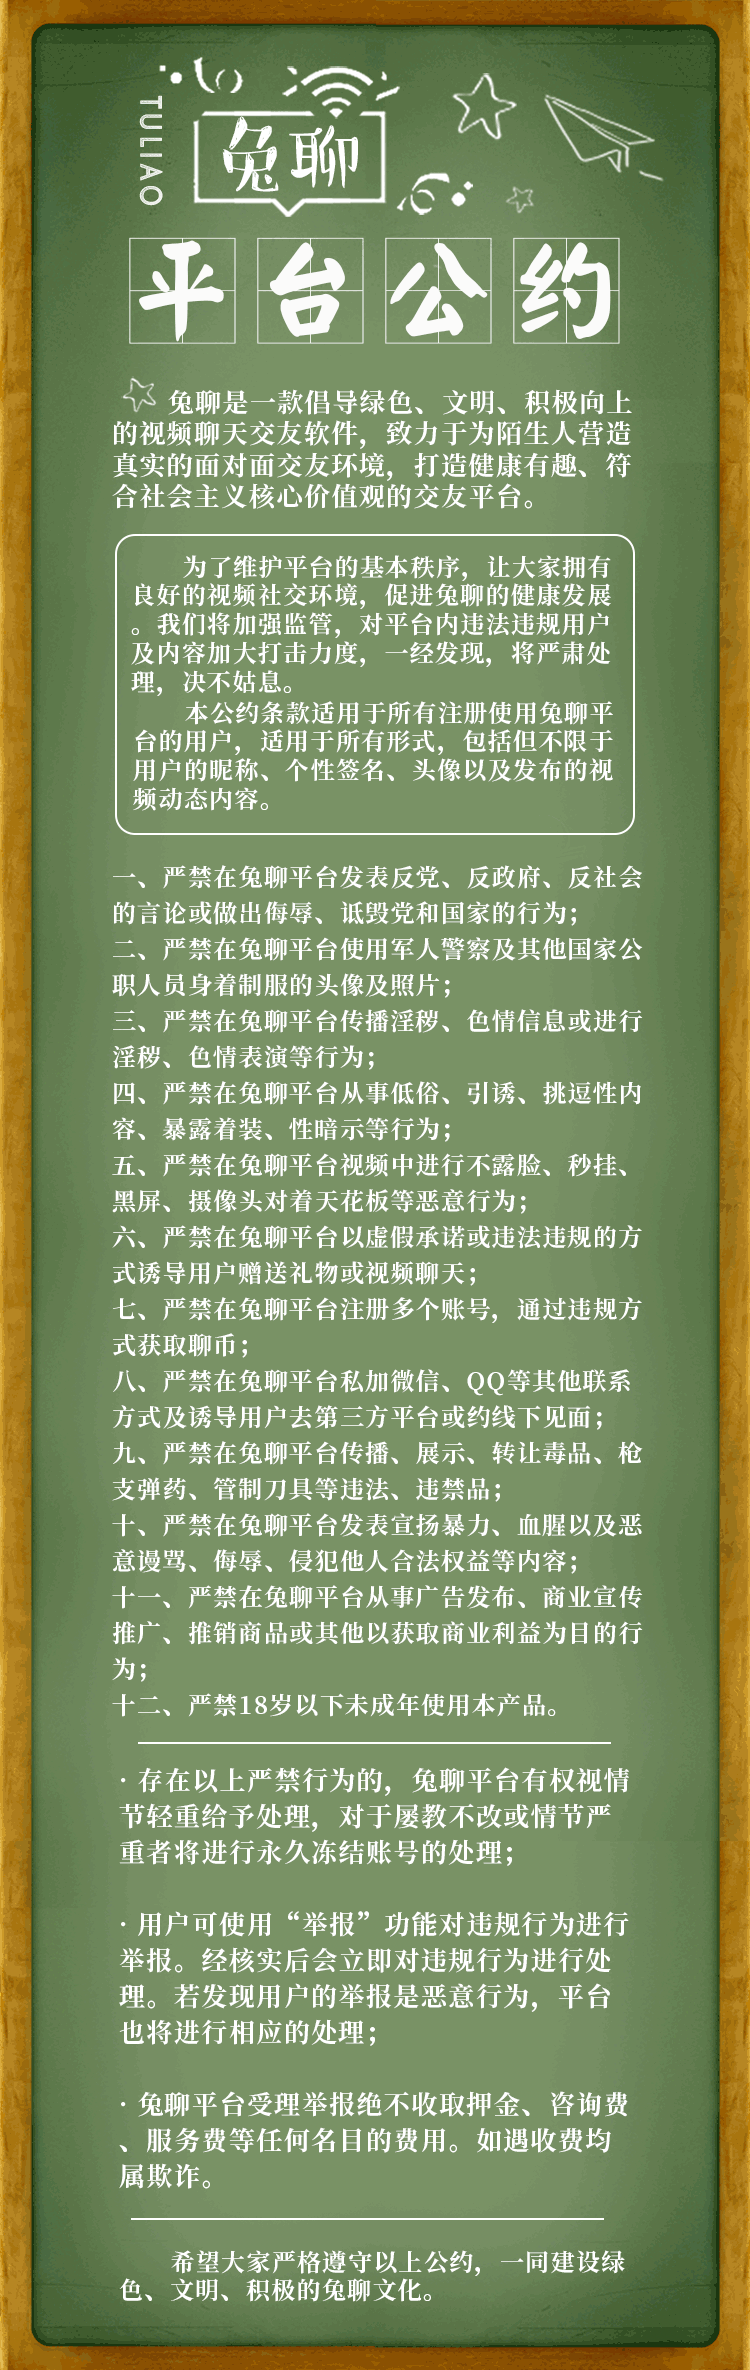 TULIAO
兔聊
平台公约
兔聊是一款倡导绿色、文明、积极向上
的视频聊天交友软件，致力于为陌生人营造
真实的面对面交友环境，打造健康有趣、符
合社会主义核心价值观的交友平台。
为了维护平台的基本秩序，让大家拥有
良好的视频社交环境，促进兔聊的健康发展
。我们将加强监管，对平台内违法违规用户
及内容加大打击力度，一经发现，将严肃处
理，决不姑息。
本公约条款适用于所有注册使用兔聊平
台的用户，适用于所有形式，包括但不限于
用户的昵称、个性签名、头像以及发布的视
频动态内容。
一、严禁在兔聊平台发表反党、反政府、反社会
的言论或做出侮辱、诋毁党和国家的行为；
二、严禁在兔聊平台使用军人警察及其他国家公
职人员身着制服的头像及照片；
三、严禁在兔聊平台传播淫秽、色情信息或进行
淫秽、色情表演等行为；
四、严禁在兔聊平台从事低俗、引诱、挑逗性内
容、暴露着装、性暗示等行为；
五、严禁在兔聊平台视频中进行不露脸、秒挂、
黑屏、摄像头对着天花板等恶意行为；
六、严禁在兔聊平台以虚假承诺或违法违规的方
式诱导用户赠送礼物或视频聊天；
七、严禁在兔聊平台注册多个账号，通过违规方
式获取聊币；
八、严禁在兔聊平台私加微信、QQ等其他联系
方式及诱导用户去第三方平台或约线下见面；
九、严禁在兔聊平台传播、展示、转让毒品、枪
支弹药、管制刀具等违法、违禁品；
十、严禁在兔聊平台发表宣扬暴力、血腥以及恶
意谩骂、侮辱、侵犯他人合法权益等内容；
十一、严禁在兔聊平台从事广告发布、商业宣传
推广、推销商品或其他以获取商业利益为目的行
为；
十二、严禁18岁以下未成年使用本产品。
· 存在以上严禁行为的，兔聊平台有权视情
节轻重给予处理，对于屡教不改或情节严
重者将进行永久冻结账号的处理；
· 用户可使用“举报”功能对违规行为进行
举报。经核实后会立即对违规行为进行处
理。若发现用户的举报是恶意行为，平台
也将进行相应的处理；
· 兔聊平台受理举报绝不收取押金、咨询费
、服务费等任何名目的费用。如遇收费均
属欺诈。
希望大家严格遵守以上公约，一同建设绿
色、文明、积极的兔聊文化。